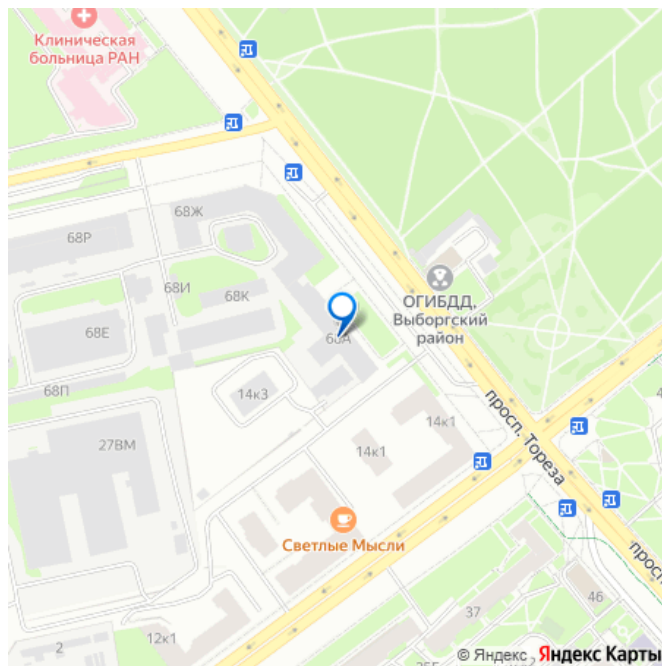 Клиническая
больница РАН
68Ж
68Р
68И
68К
68Е
68А
ОГИБДД,
Выборгский
район
68П
14к3
14к1
14к1
27ВМ
просп. Тореза
Светлые Мысли
просп.
46
37
2
12к1
© Яндекс
Яндекс Карты